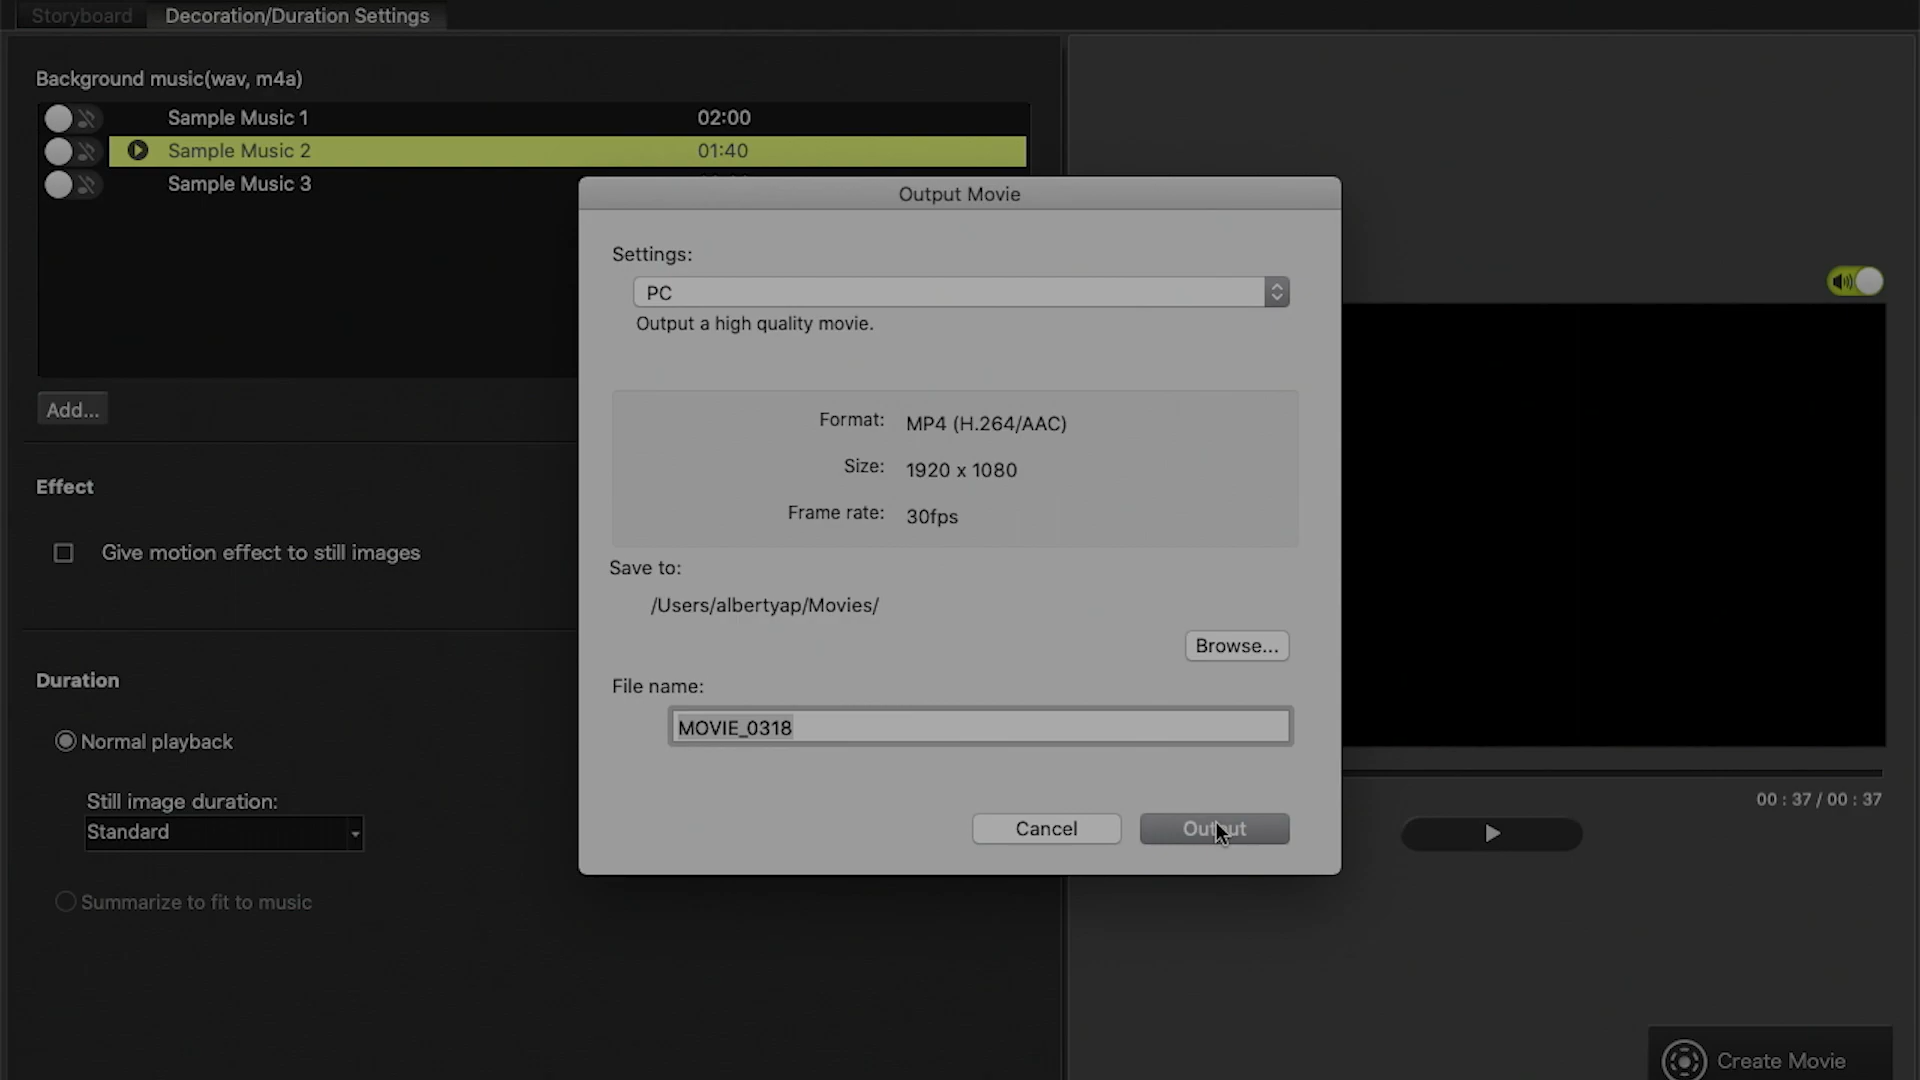 Storyboard
Decoration/Duration Settings
Background music(wav, m4a)
Sample Music 1 02:00
Sample Music 2 01:40
Sample Music 3
Add...
Effect
Give motion effect to still images
Duration
Normal playback
Still image duration:
Standard
Summarize to fit to music
Output Movie
Settings:
PC
Output a high quality movie.
Format: MP4 (H.264/AAC)
Size: 1920 x 1080
Frame rate: 30fps
Save to:
/Users/albertyap/Movies/
Browse...
File name:
MOVIE_0318
Cancel
Output
00 : 37 / 00 : 37
Create Movie